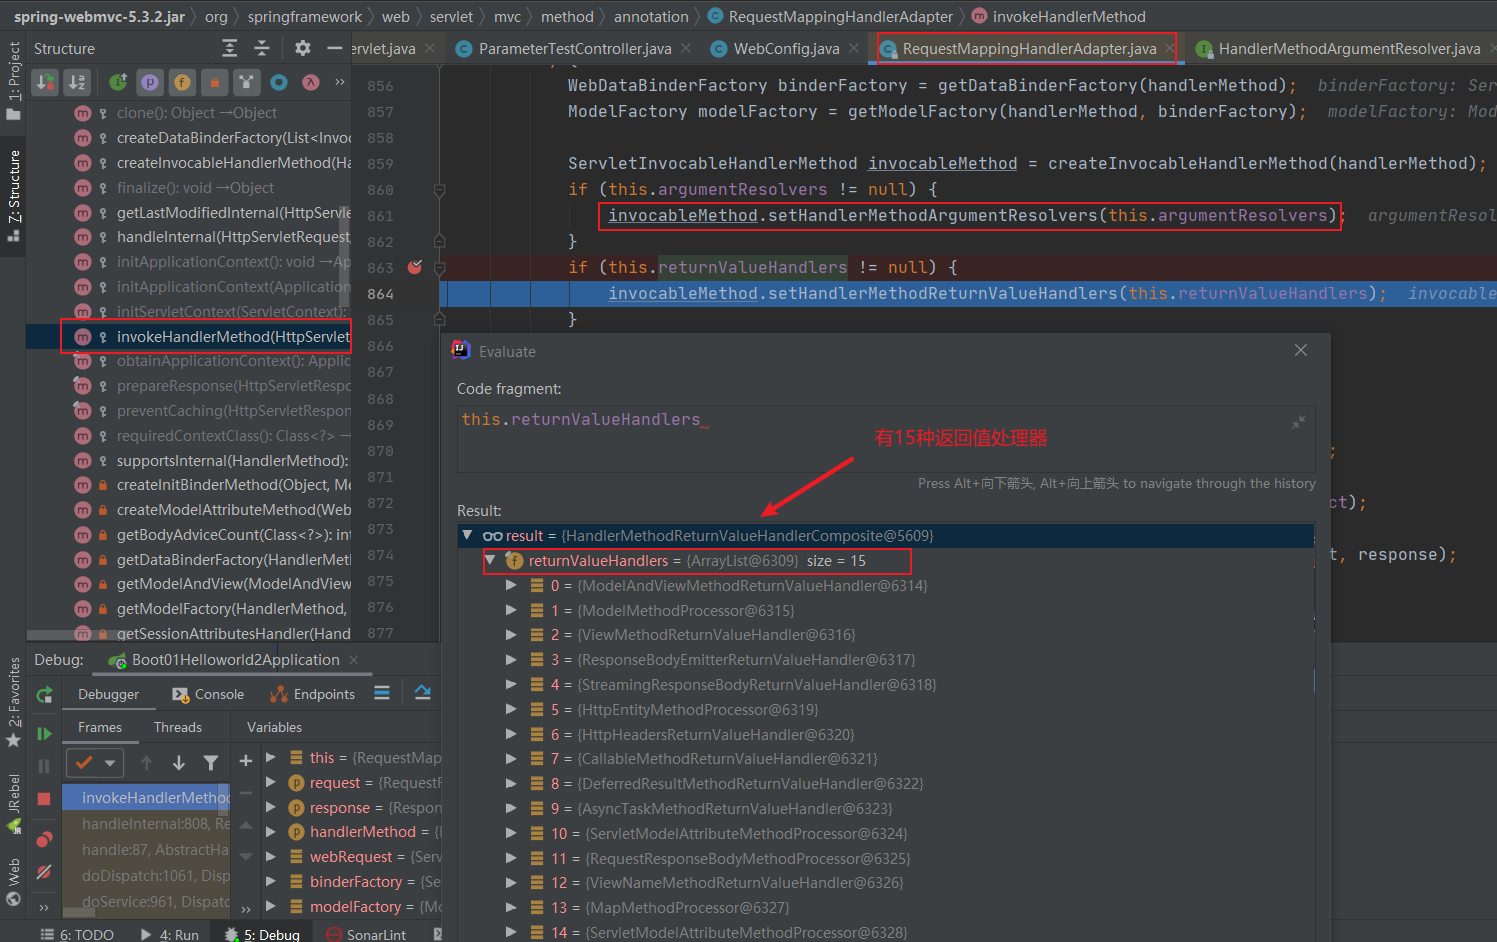 spring-webmvc-5.3.2.jar / org / springframework / web / servlet / mvc / method / annotation / RequestMappingHandlerAdapter / invokeHandlerMethod
1: Project
Structure
ervlet.java
ParameterTestController.java
WebConfig.java
RequestMappingHandlerAdapter.java
HandlerMethodArgumentResolver.java
Z: Structure
clone(): Object →Object
createDataBinderFactory(List<Invoc
createInvocableHandlerMethod(Ha
finalize(): void →Object
getLastModifiedInternal(HttpServle
handleInternal(HttpServletRequest,
initApplicationContext(): void →Ap
initApplicationContext(Application
initServletContext(ServletContext):
invokeHandlerMethod(HttpServlet
obtainApplicationContext(): Applic
prepareResponse(HttpServletRespo
preventCaching(HttpServletRespon
requiredContextClass(): Class<?> →
supportsInternal(HandlerMethod):
createInitBinderMethod(Object, Me
createModelAttributeMethod(Web
getBodyAdviceCount(Class<?>): int
getDataBinderFactory(HandlerMeth
getModelAndView(ModelAndView
getModelFactory(HandlerMethod,
getSessionAttributesHandler(Hand
856 WebDataBinderFactory binderFactory = getDataBinderFactory(handlerMethod); binderFactory: Ser
857 ModelFactory modelFactory = getModelFactory(handlerMethod, binderFactory); modelFactory: Mod
858
859 ServletInvocableHandlerMethod invocableMethod = createInvocableHandlerMethod(handlerMethod);
860 if (this.argumentResolvers != null) {
861 invocableMethod.setHandlerMethodArgumentResolvers(this.argumentResolvers); argumentResol
862 }
863 if (this.returnValueHandlers != null) {
864 invocableMethod.setHandlerMethodReturnValueHandlers(this.returnValueHandlers); invocable
865 }
866
867
868
869
870 ;
871
872 ct);
873
874 t, response);
875
876
877
Evaluate
Code fragment:
this.returnValueHandlers
有15种返回值处理器
Press Alt+向下箭头, Alt+向上箭头 to navigate through the history
Result:
result = {HandlerMethodReturnValueHandlerComposite@5609}
returnValueHandlers = {ArrayList@6309} size = 15
0 = {ModelAndViewMethodReturnValueHandler@6314}
1 = {ModelMethodProcessor@6315}
2 = {ViewMethodReturnValueHandler@6316}
3 = {ResponseBodyEmitterReturnValueHandler@6317}
4 = {StreamingResponseBodyReturnValueHandler@6318}
5 = {HttpEntityMethodProcessor@6319}
6 = {HttpHeadersReturnValueHandler@6320}
7 = {CallableMethodReturnValueHandler@6321}
8 = {DeferredResultMethodReturnValueHandler@6322}
9 = {AsyncTaskMethodReturnValueHandler@6323}
10 = {ServletModelAttributeMethodProcessor@6324}
11 = {RequestResponseBodyMethodProcessor@6325}
12 = {ViewNameMethodReturnValueHandler@6326}
13 = {MapMethodProcessor@6327}
14 = {ServletModelAttributeMethodProcessor@6328}
2: Favorites
JRebel
Web
Debug: Boot01Helloworld2Application
Debugger Console Endpoints
Frames Threads Variables
invokeHandlerMetho
handleInternal:808, Re
handle:87, AbstractHa
doDispatch:1061, Disp
doService:961, Dispatc
this = {RequestMap
request = {RequestF
response = {Respon
handlerMethod = {
webRequest = {Serv
binderFactory = {Se
modelFactory = {Mo
6: TODO 4: Run 5: Debug SonarLint